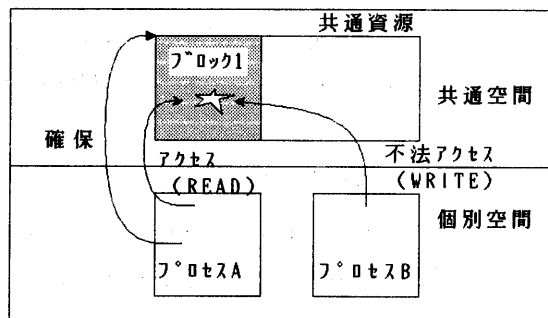 共通資源
ﾌﾞﾛｯｸ1
共通空間
確保
ｱｸｾｽ
(READ)
不法ｱｸｾｽ
(WRITE)
個別空間
ﾌﾟﾛｾｽA
ﾌﾟﾛｾｽB